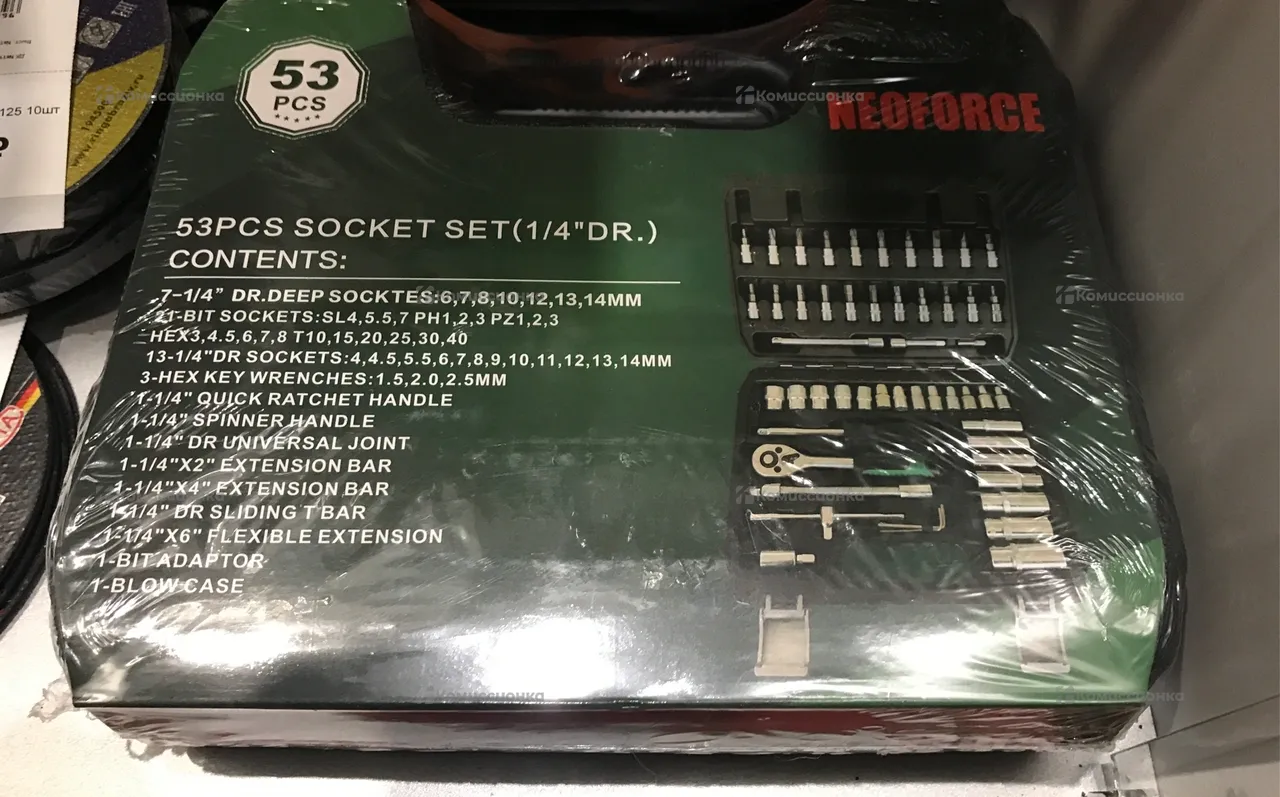 125 10шт
53
PCS
Комиссионка
Комиссионка
NEOFORCE
53PCS SOCKET SET(1/4"DR.)
CONTENTS:
7-1/4" DR.DEEP SOCKTES:6,7,8,10,12,13,14MM
21-BIT SOCKETS:SL4,5.5,7 PH1,2,3 PZ1,2,3
HEX3,4.5,6,7,8 T10,15,20,25,30,40
13-1/4"DR SOCKETS:4,4.5,5.5,6,7,8,9,10,11,12,13,14MM
3-HEX KEY WRENCHES:1.5,2.0,2.5MM
1-1/4" QUICK RATCHET HANDLE
1-1/4" SPINNER HANDLE
1-1/4" DR UNIVERSAL JOINT
1-1/4"X2" EXTENSION BAR
1-1/4"X4" EXTENSION BAR
1-1/4" DR SLIDING T BAR
1-1/4"X6" FLEXIBLE EXTENSION
1-BIT ADAPTOR
1-BLOW CASE
Комиссионка
Комиссионка
Комиссионка
Комиссионка
Комиссионка
Комиссионка